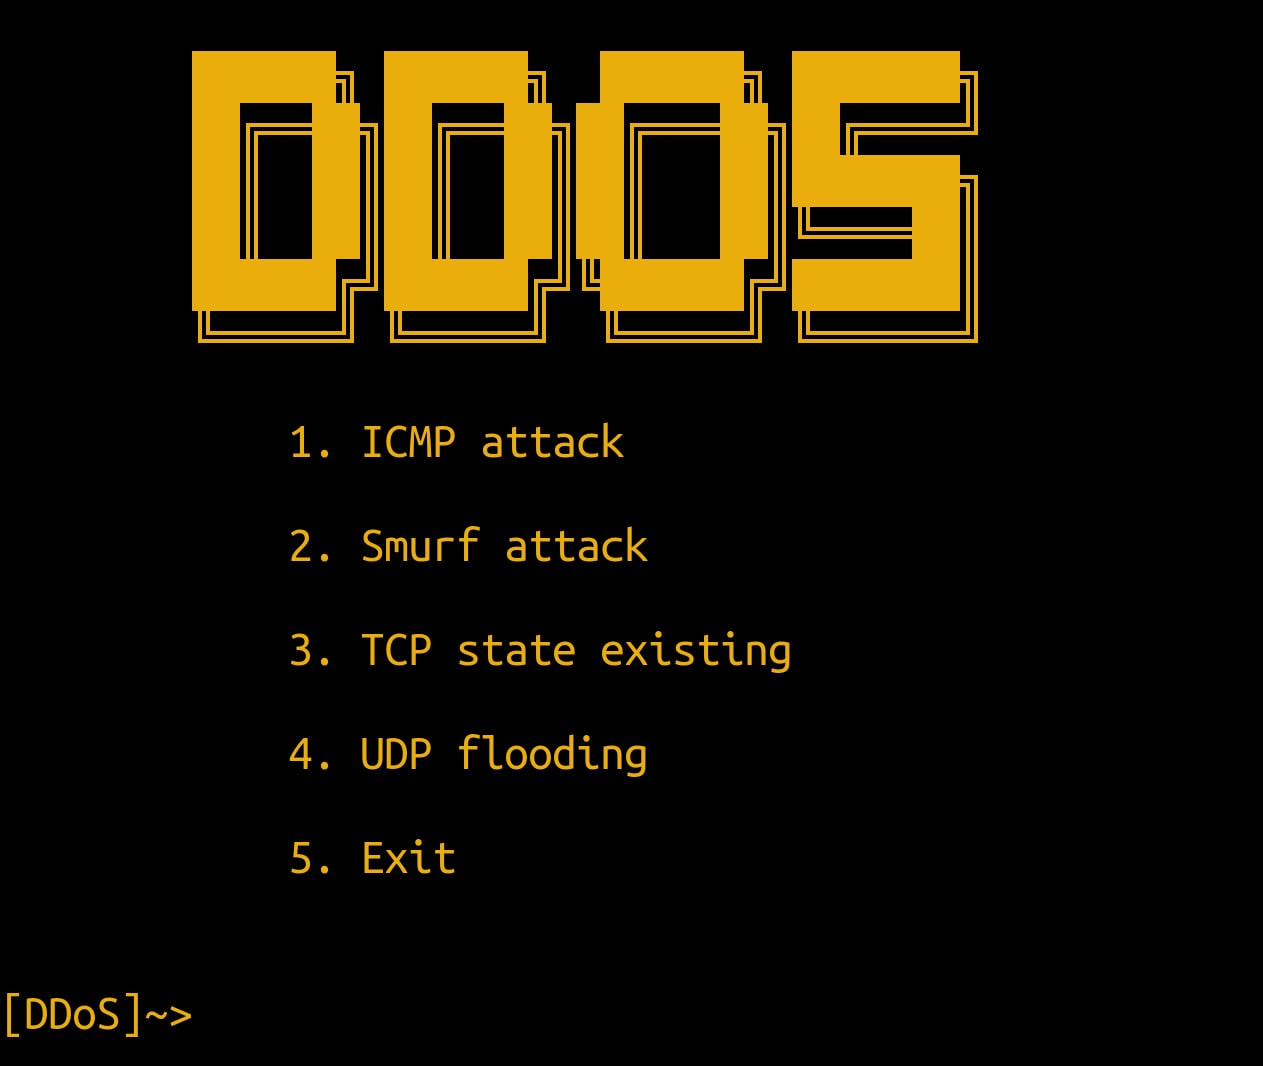 DDOS
1. ICMP attack
2. Smurf attack
3. TCP state existing
4. UDP flooding
5. Exit
[DDoS]~>